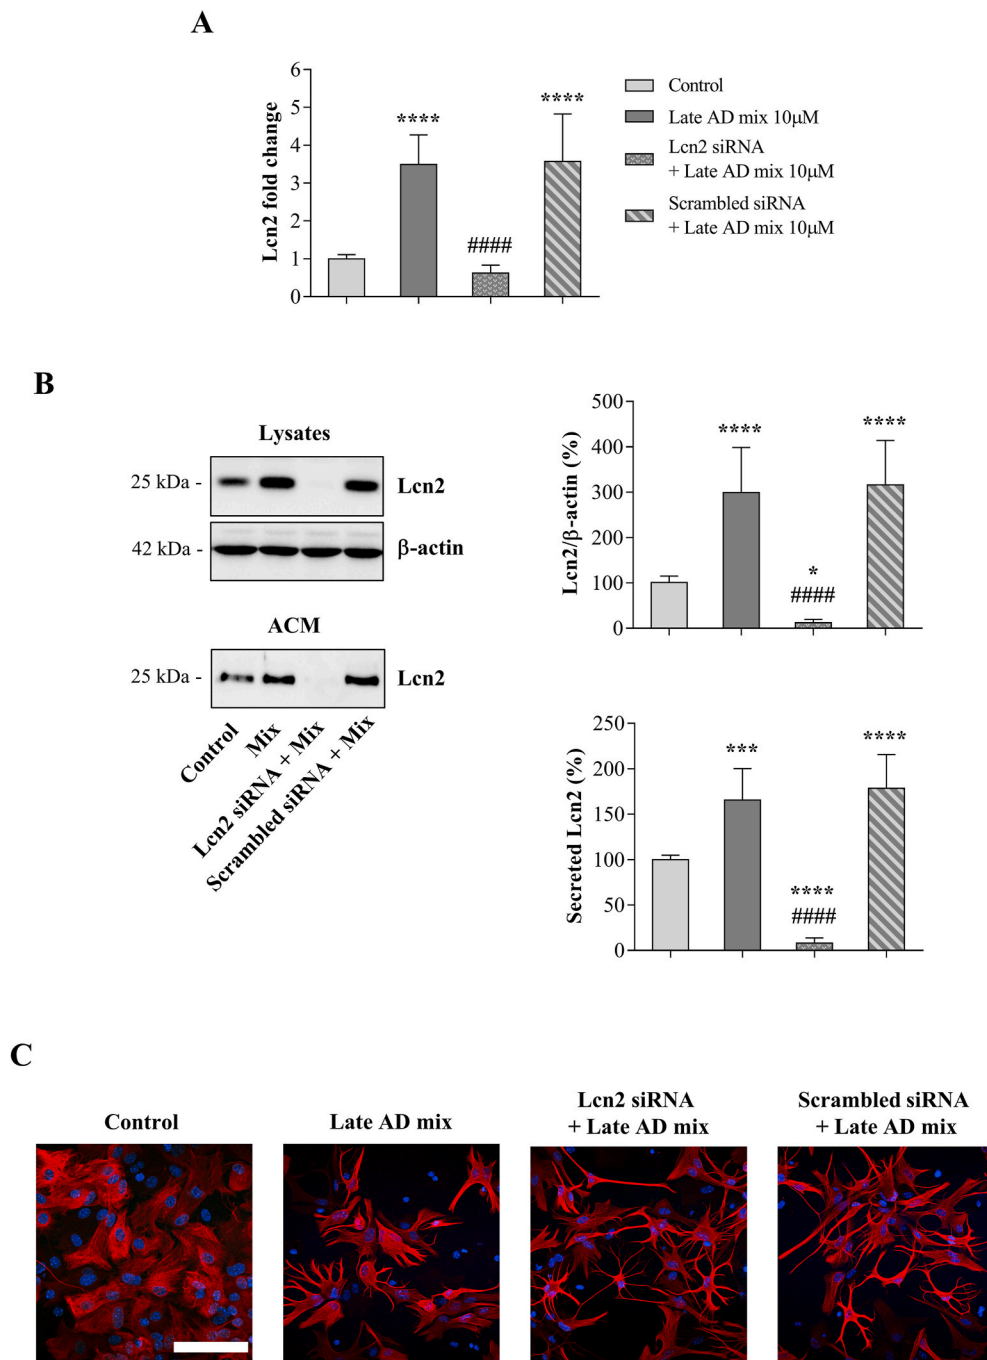 A
Lcn2 fold change
6
5
4
3
2
1
0
****
####
****
Control
Late AD mix 10μM
Lcn2 siRNA
+ Late AD mix 10μM
Scrambled siRNA
+ Late AD mix 10μM
B
Lysates
25 kDa -
Lcn2
42 kDa -
β-actin
ACM
25 kDa -
Lcn2
Control
Mix
Lcn2 siRNA + Mix
Scrambled siRNA + Mix
Lcn2/β-actin (%)
500
400
300
200
100
0
****
*
####
****
Secreted Lcn2 (%)
250
200
150
100
50
0
***
****
####
****
C
Control
Late AD mix
Lcn2 siRNA
+ Late AD mix
Scrambled siRNA
+ Late AD mix